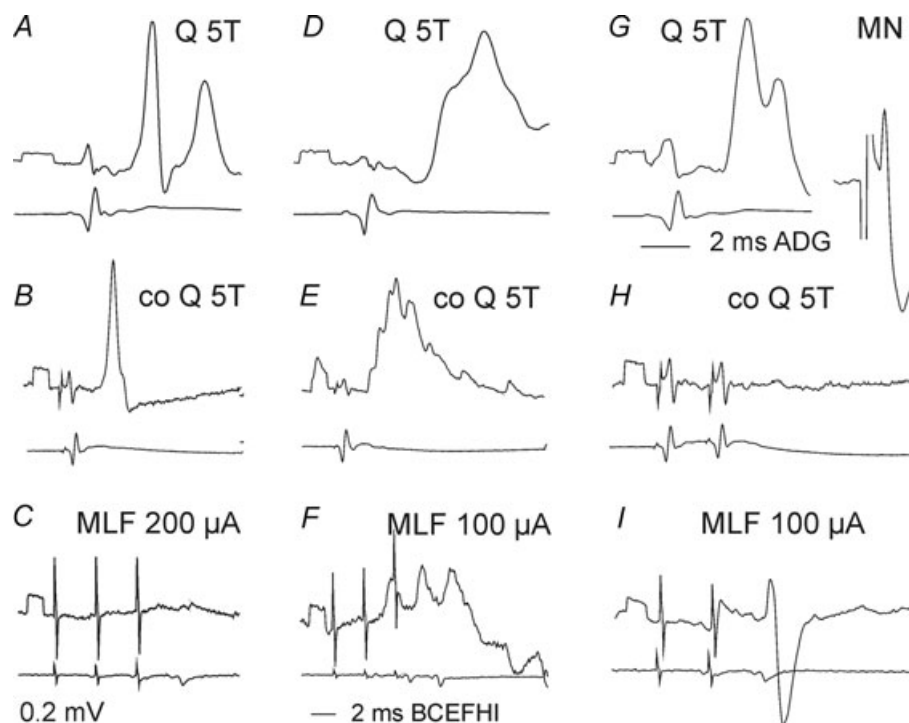 A Q 5T D Q 5T G Q 5T MN
2 ms ADG
B co Q 5T E co Q 5T H co Q 5T
C MLF 200 µA F MLF 100 µA I MLF 100 µA
0.2 mV 2 ms BCEFHI